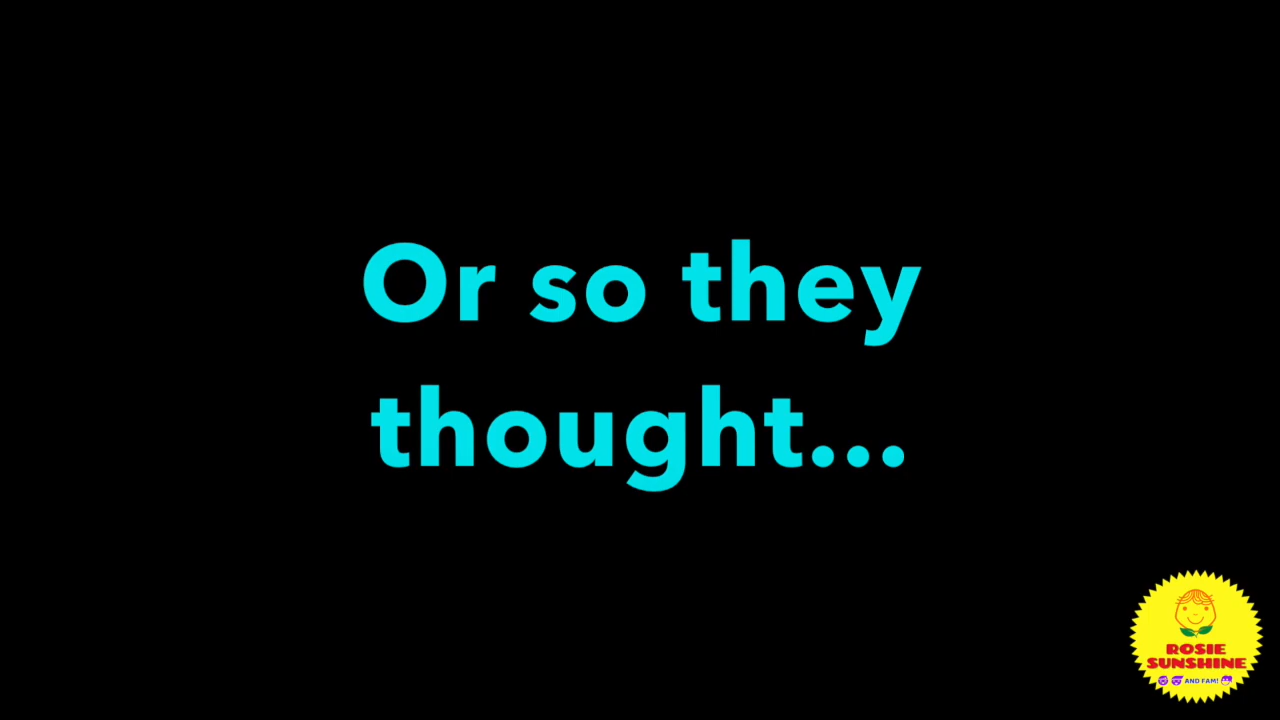 Or so they
thought...
ROSIE
SUNSHINE
AND FAM!